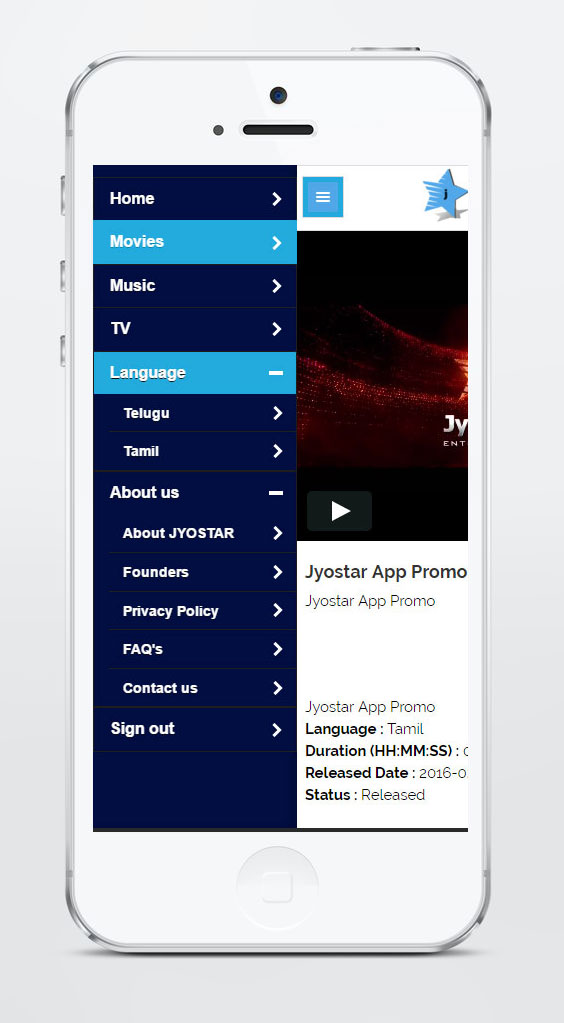 Home
Movies
Music
TV
Language
Telugu
Tamil
About us
About JYOSTAR
Founders
Privacy Policy
FAQ's
Contact us
Sign out
j
Jy
ENT
Jyostar App Promo
Jyostar App Promo
Jyostar App Promo
Language : Tamil
Duration (HH:MM:SS) : 0
Released Date : 2016-0
Status : Released